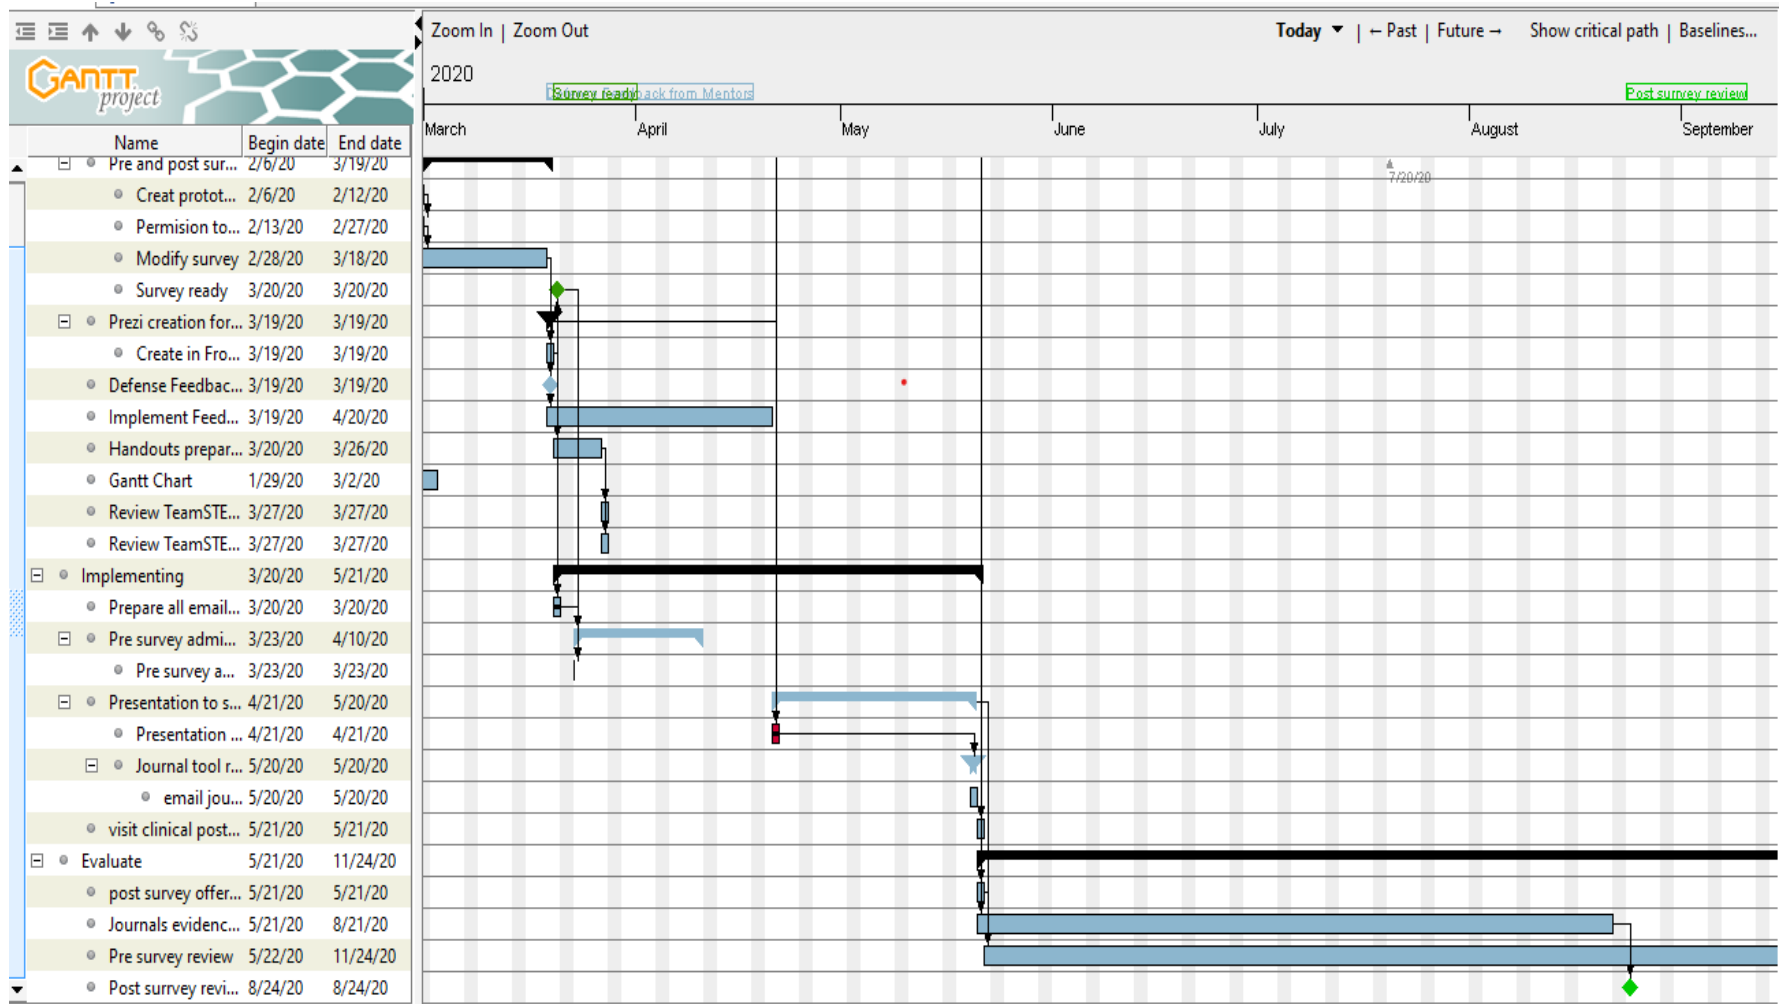 Zoom In | Zoom Out
Today ▼ | ← Past | Future → Show critical path | Baselines...
GANTT
project
2020
Survey ready
back from Mentors
Post surrvey review
March April May June July August September
Name Begin date End date
Pre and post sur... 2/6/20 3/19/20
7/20/20
Creat protot... 2/6/20 2/12/20
Permision to... 2/13/20 2/27/20
Modify survey 2/28/20 3/18/20
Survey ready 3/20/20 3/20/20
Prezi creation for... 3/19/20 3/19/20
Create in Fro... 3/19/20 3/19/20
Defense Feedbac... 3/19/20 3/19/20
Implement Feed... 3/19/20 4/20/20
Handouts prepar... 3/20/20 3/26/20
Gantt Chart 1/29/20 3/2/20
Review TeamSTE... 3/27/20 3/27/20
Review TeamSTE... 3/27/20 3/27/20
Implementing 3/20/20 5/21/20
Prepare all email... 3/20/20 3/20/20
Pre survey admi... 3/23/20 4/10/20
Pre survey a... 3/23/20 3/23/20
Presentation to s... 4/21/20 5/20/20
Presentation ... 4/21/20 4/21/20
Journal tool r... 5/20/20 5/20/20
email jou... 5/20/20 5/20/20
visit clinical post... 5/21/20 5/21/20
Evaluate 5/21/20 11/24/20
post survey offer... 5/21/20 5/21/20
Journals evidenc... 5/21/20 8/21/20
Pre survey review 5/22/20 11/24/20
Post surrvey revi... 8/24/20 8/24/20